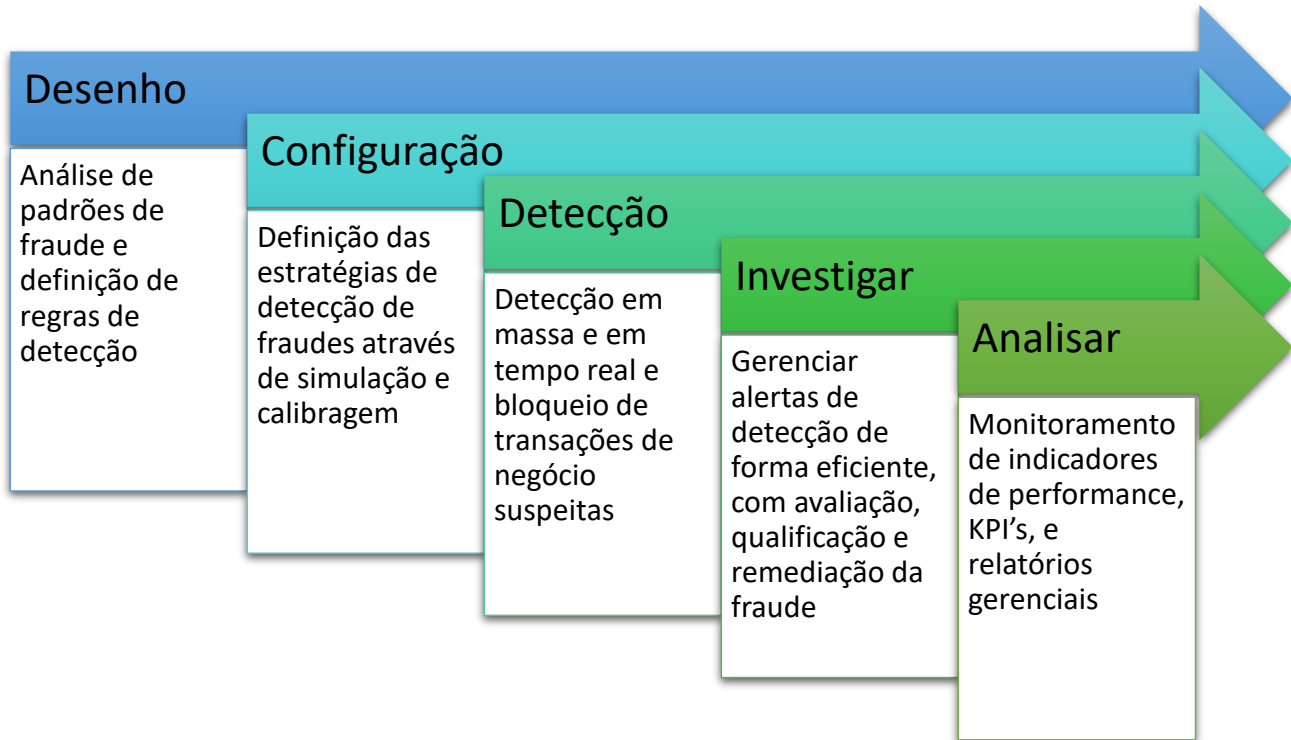 Desenho
Análise de
padrões de
fraude e
definição de
regras de
detecção
Configuração
Definição das
estratégias de
detecção de
fraudes através
de simulação e
calibragem
Detecção
Detecção em
massa e em
tempo real e
bloqueio de
transações de
negócio
suspeitas
Investigar
Gerenciar
alertas de
detecção de
forma eficiente,
com avaliação,
qualificação e
remediação da
fraude
Analisar
Monitoramento
de indicadores
de performance,
KPI’s, e
relatórios
gerenciais